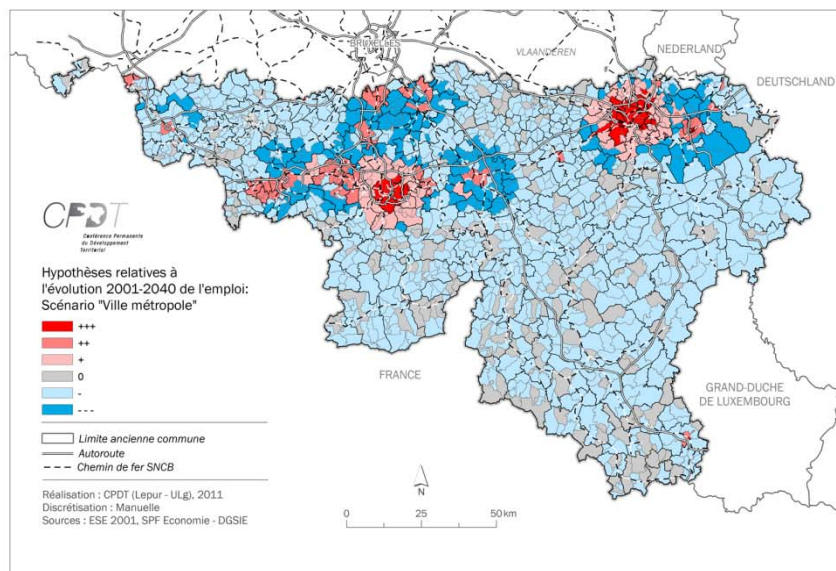 BRUXELLES
VLAANDEREN
NEDERLAND
DEUTSCHLAND
CPDT
Conférence Permanente
du Développement
Territorial
Hypothèses relatives à
l'évolution 2001-2040 de l'emploi:
Scénario "Ville métropole"
+++
++
+
0
-
- - -
FRANCE
GRAND-DUCHE
DE LUXEMBOURG
Limite ancienne commune
Autoroute
Chemin de fer SNCB
Réalisation : CPDT (Lepur - ULg), 2011
Discrétisation : Manuelle
Sources : ESE 2001, SPF Economie - DGSIE
N
0 25 50 km